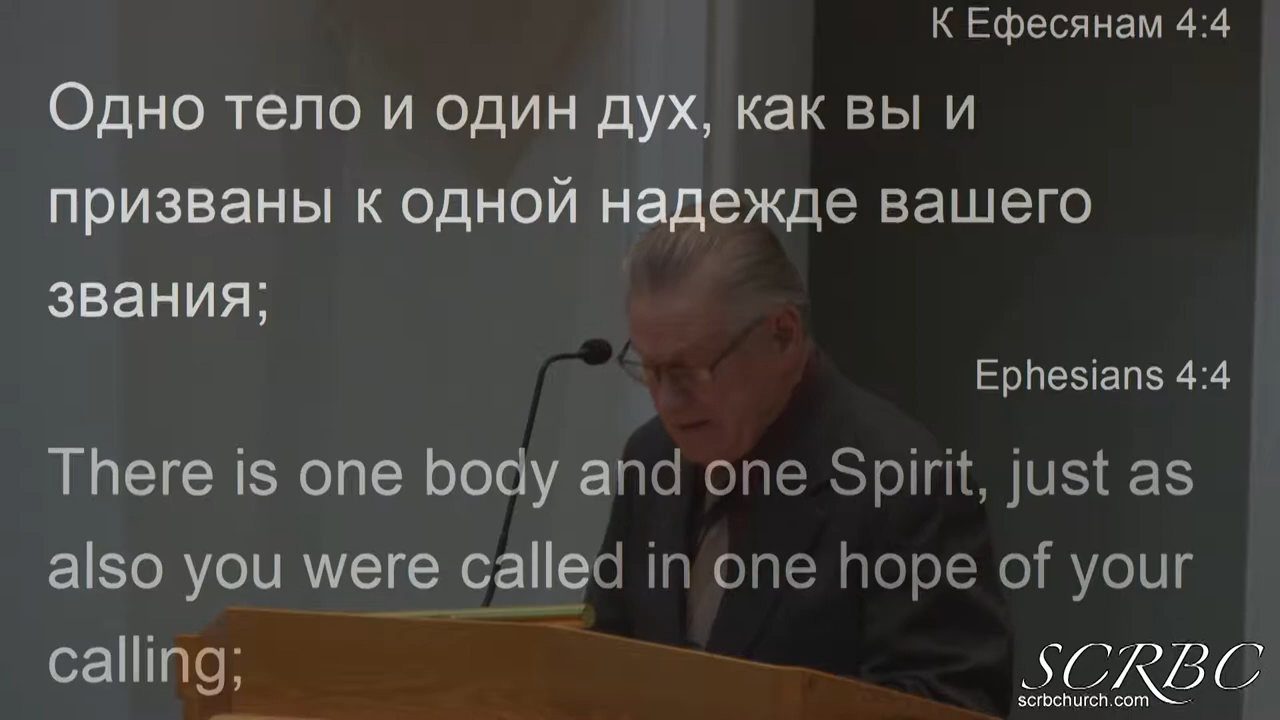 К Ефесянам 4:4
Одно тело и один дух, как вы и
призваны к одной надежде вашего
звания;
Ephesians 4:4
There is one body and one Spirit, just as
also you were called in one hope of your
calling;
SCRBC
scrbchurch.com